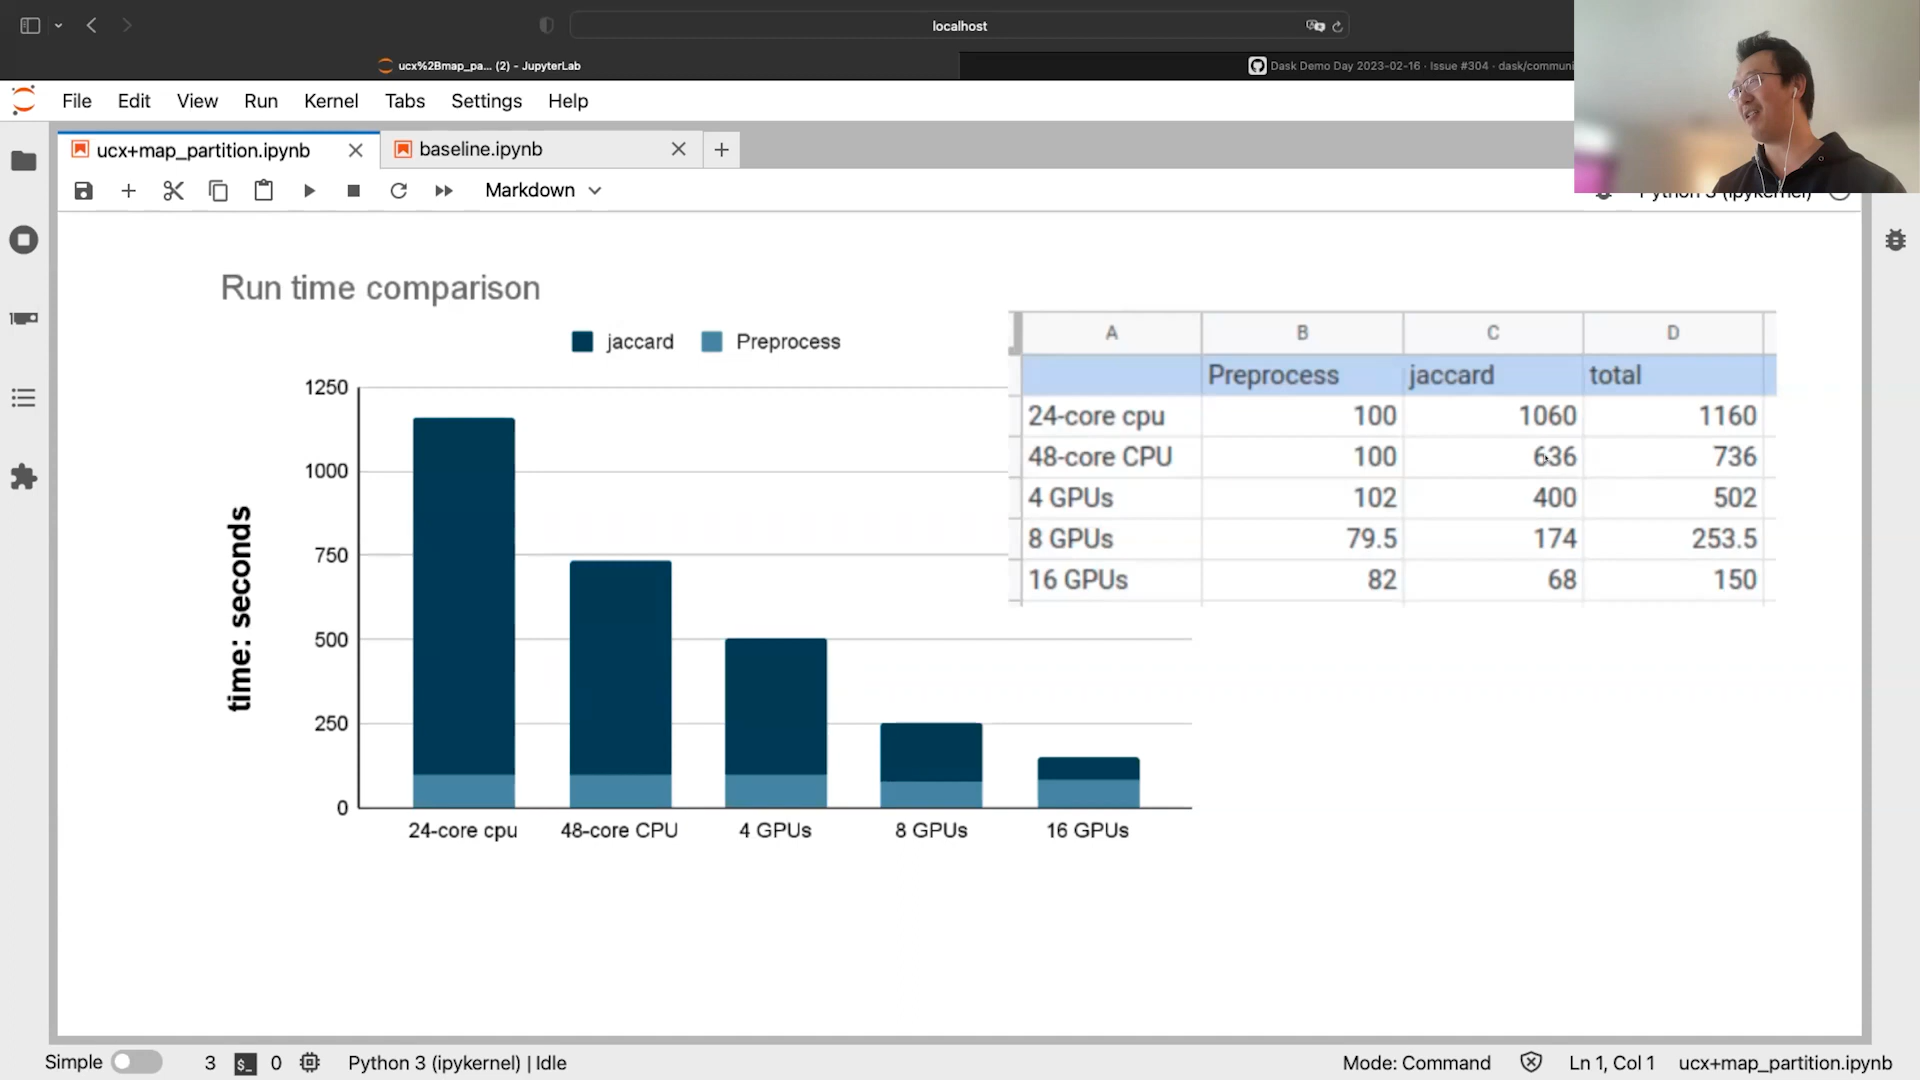 localhost
ucx%2Bmap_pa... (2) - JupyterLab
Dask Demo Day 2023-02-16 · Issue #304 · dask/communi
File Edit View Run Kernel Tabs Settings Help
ucx+map_partition.ipynb
baseline.ipynb
Markdown
Python 3 (ipykernel)
Run time comparison
jaccard Preprocess
time: seconds
1250
1000
750
500
250
0
24-core cpu 48-core CPU 4 GPUs 8 GPUs 16 GPUs
A B C D
Preprocess jaccard total
24-core cpu 100 1060 1160
48-core CPU 100 636 736
4 GPUs 102 400 502
8 GPUs 79.5 174 253.5
16 GPUs 82 68 150
Simple 3 $_ 0 Python 3 (ipykernel) | Idle Mode: Command Ln 1, Col 1 ucx+map_partition.ipynb